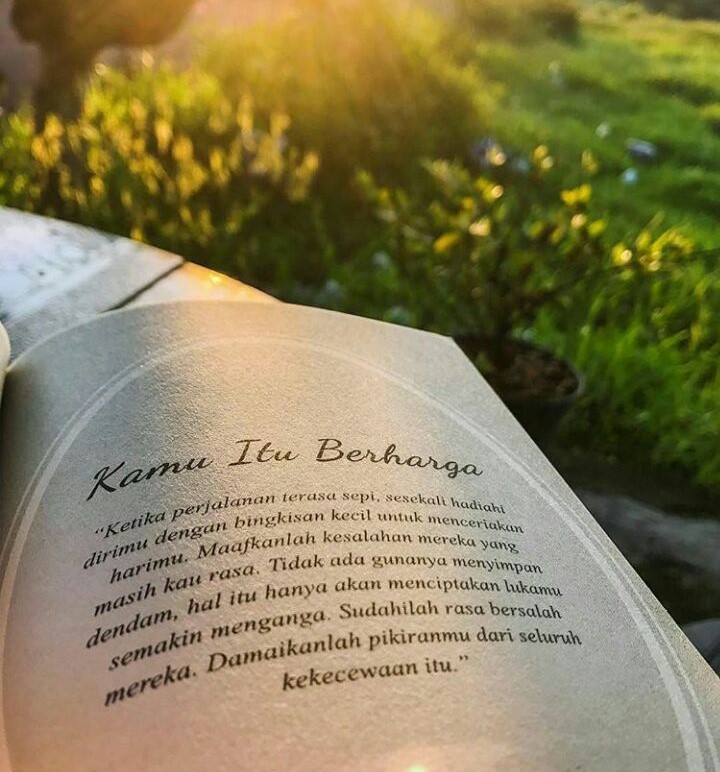 Kamu Itu Berharga
“Ketika perjalanan terasa sepi, sesekali hadiahi
dirimu dengan bingkisan kecil untuk menceriakan
harimu. Maafkanlah kesalahan mereka yang
masih kau rasa. Tidak ada gunanya menyimpan
dendam, hal itu hanya akan menciptakan lukamu
semakin menganga. Sudahilah rasa bersalah
mereka. Damaikanlah pikiranmu dari seluruh
kekecewaan itu.”